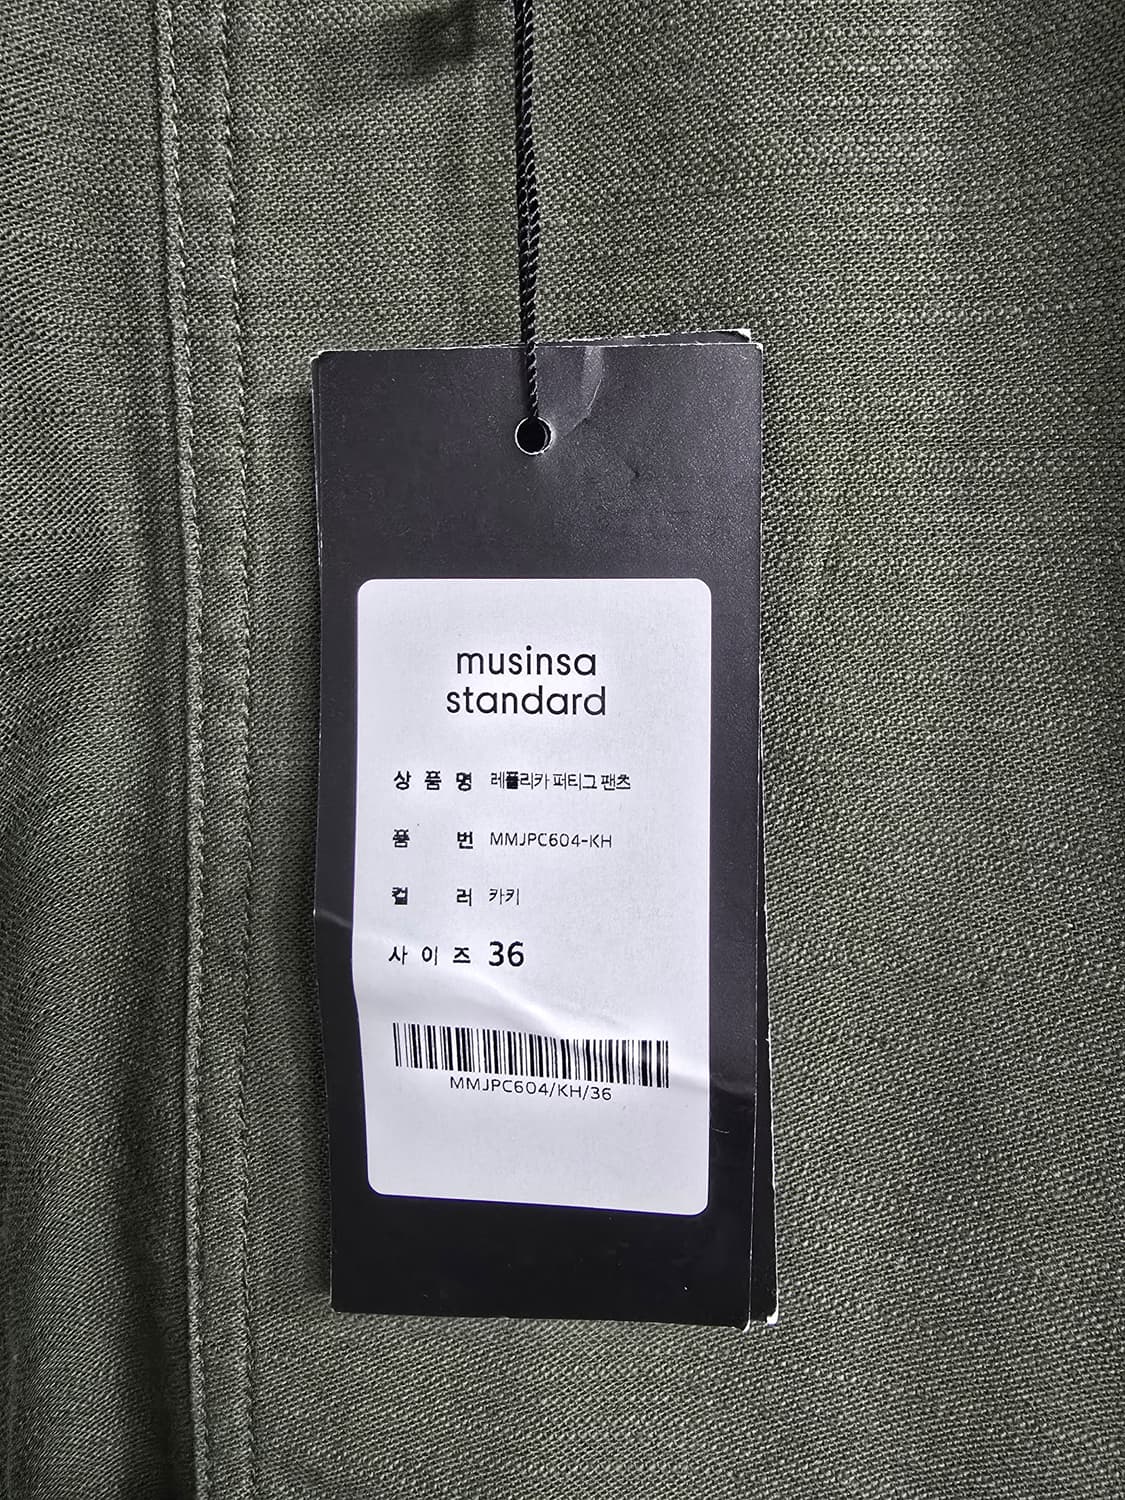 musinsa
standard
상 품 명 레플리카 퍼티그 팬츠
품 번 MMJPC604-KH
컬 러 카키
사 이 즈 36
MMJPC604/KH/36